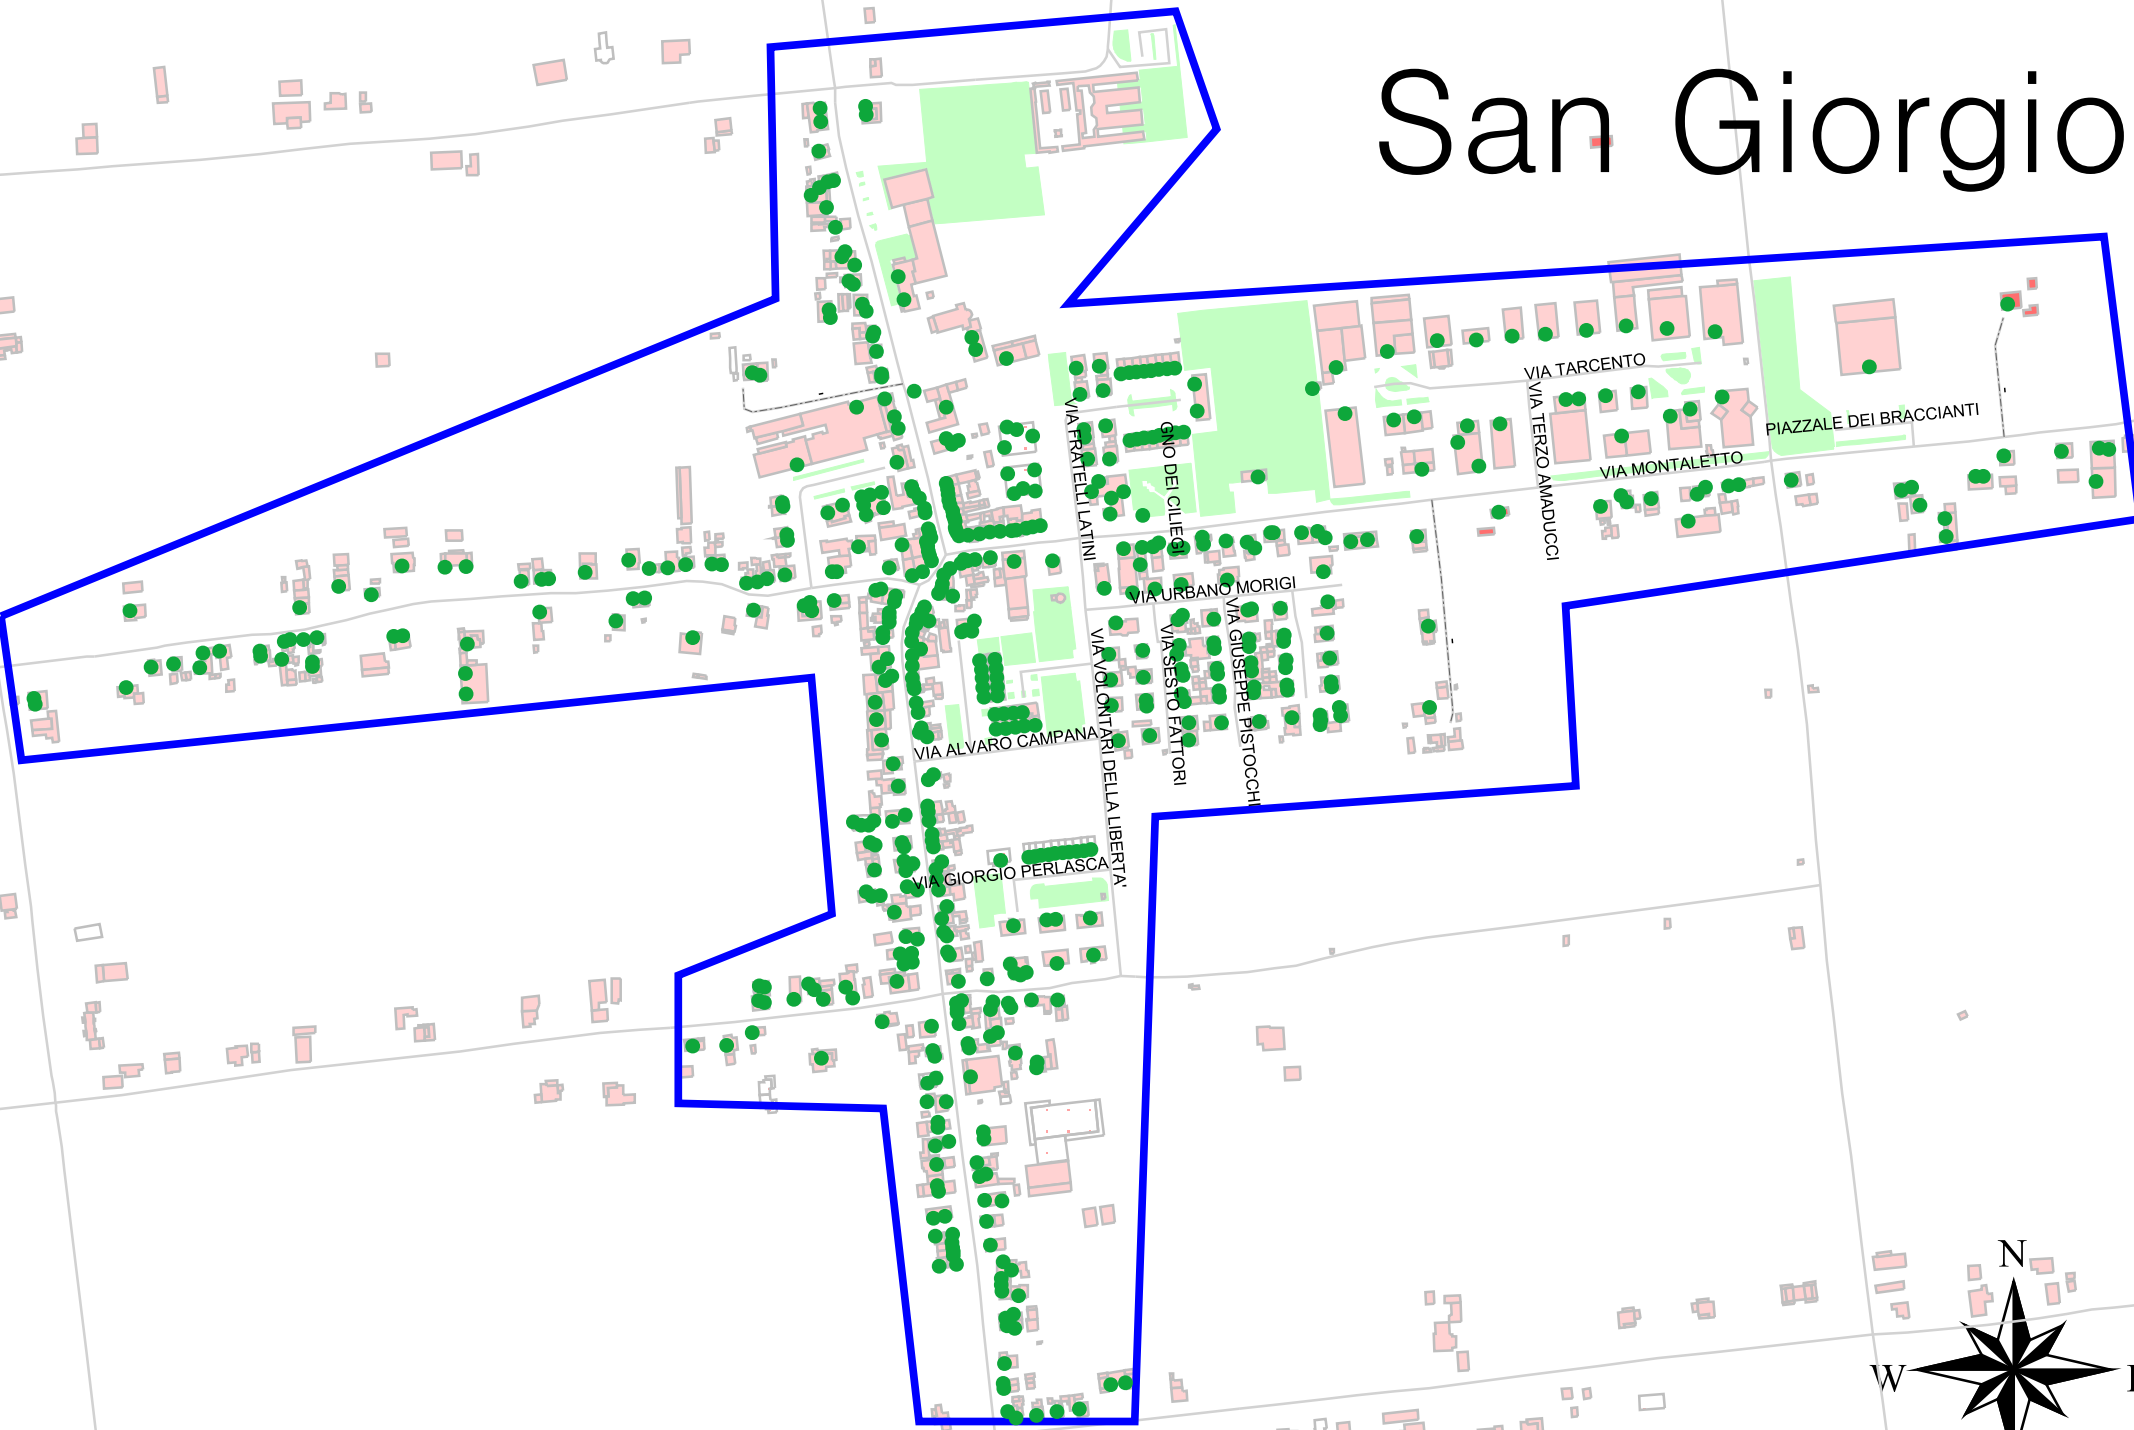 San Giorgio
VIA TARCENTO
VIA TERZO AMADUCCI
PIAZZALE DEI BRACCIANTI
VIA MONTALETTO
VIA FRATELLI LATINI
GNO DEI CILIEGI
VIA URBANO MORIGI
VIA VOLONTARI DELLA LIBERTA'
VIA SESTO FATTORI
VIA GIUSEPPE PISTOCCHI
VIA ALVARO CAMPANA
VIA GIORGIO PERLASCA
N
W